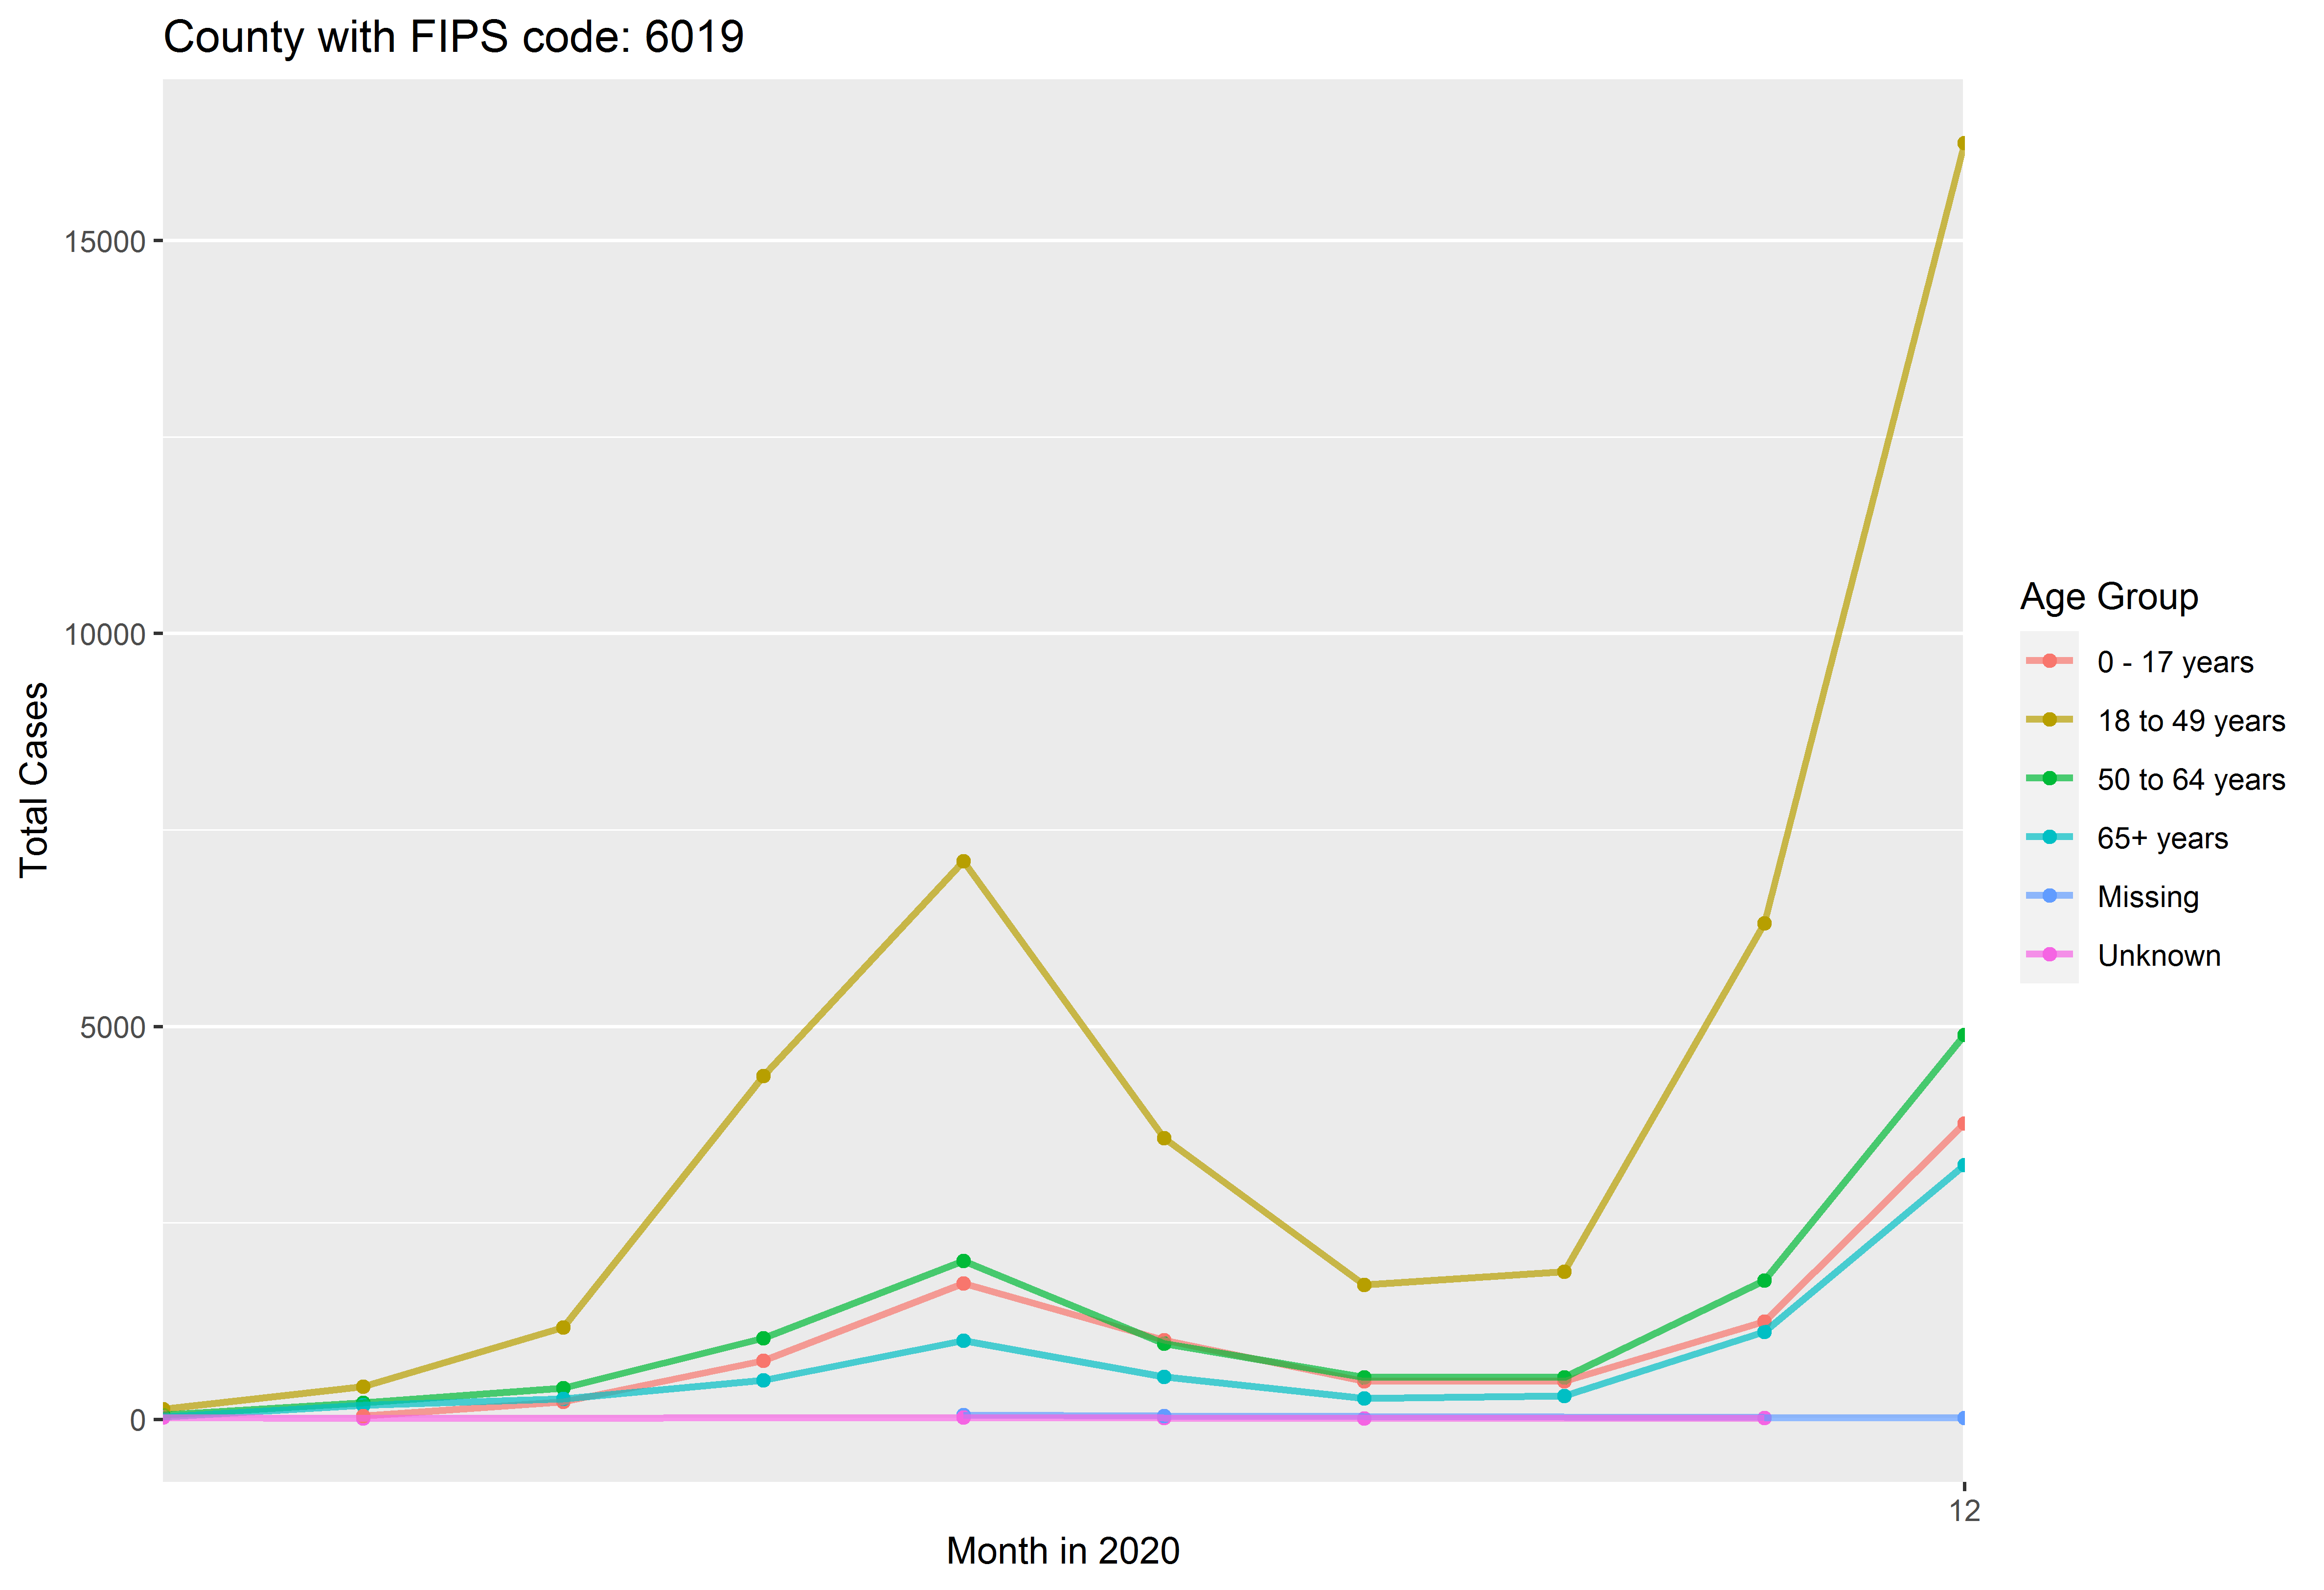 County with FIPS code: 6019
15000
10000
5000
0
Total Cases
12
Month in 2020
Age Group
0 - 17 years
18 to 49 years
50 to 64 years
65+ years
Missing
Unknown